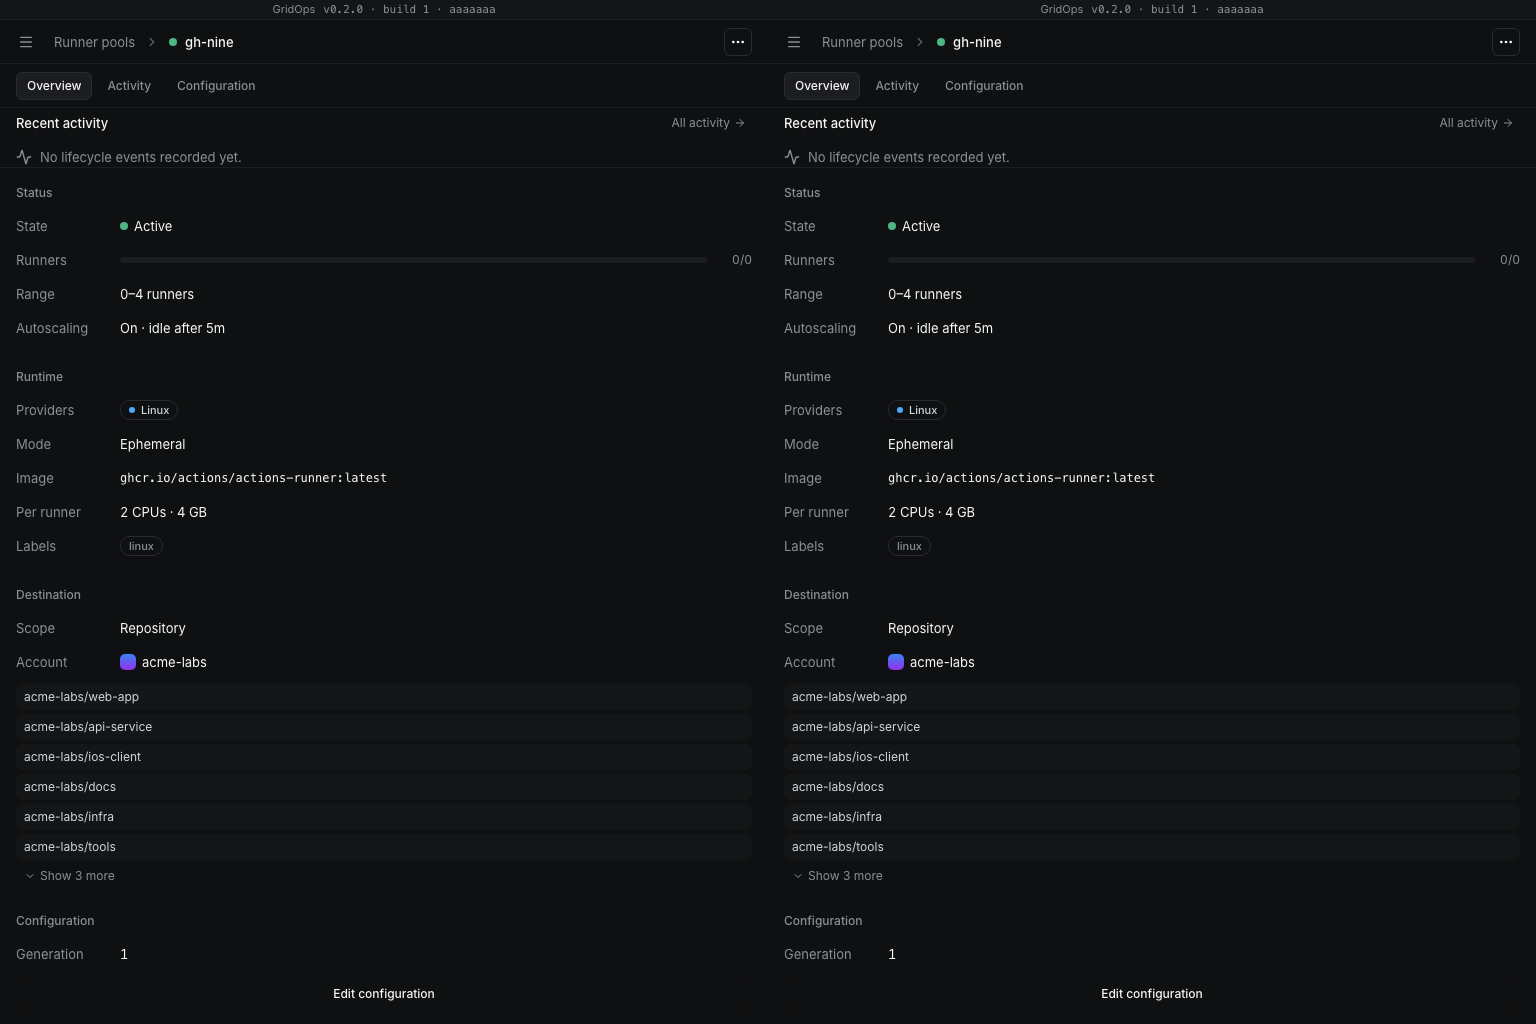 GridOps v0.2.0 · build 1 · aaaaaaa
Runner pools > gh-nine
Overview Activity Configuration
Recent activity All activity →
No lifecycle events recorded yet.
Status
State Active
Runners 0/0
Range 0–4 runners
Autoscaling On · idle after 5m
Runtime
Providers Linux
Mode Ephemeral
Image ghcr.io/actions/actions-runner:latest
Per runner 2 CPUs · 4 GB
Labels linux
Destination
Scope Repository
Account acme-labs
acme-labs/web-app
acme-labs/api-service
acme-labs/ios-client
acme-labs/docs
acme-labs/infra
acme-labs/tools
Show 3 more
Configuration
Generation 1
Edit configuration
GridOps v0.2.0 · build 1 · aaaaaaa
Runner pools > gh-nine
Overview Activity Configuration
Recent activity All activity →
No lifecycle events recorded yet.
Status
State Active
Runners 0/0
Range 0–4 runners
Autoscaling On · idle after 5m
Runtime
Providers Linux
Mode Ephemeral
Image ghcr.io/actions/actions-runner:latest
Per runner 2 CPUs · 4 GB
Labels linux
Destination
Scope Repository
Account acme-labs
acme-labs/web-app
acme-labs/api-service
acme-labs/ios-client
acme-labs/docs
acme-labs/infra
acme-labs/tools
Show 3 more
Configuration
Generation 1
Edit configuration